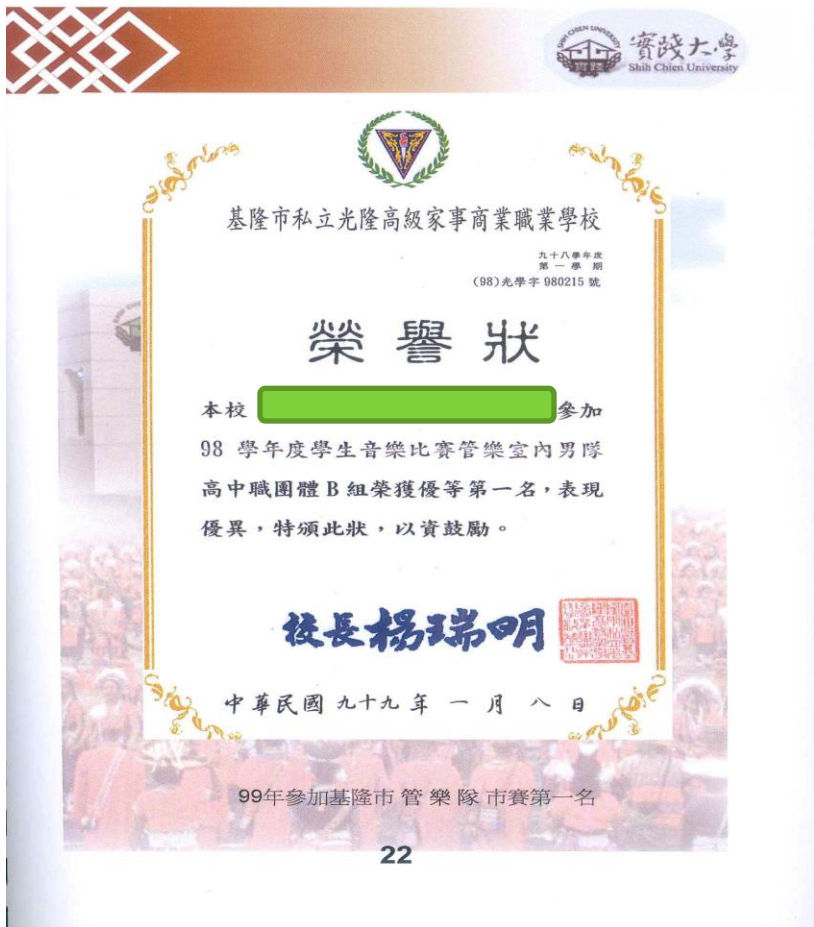 SHIH CHIEN UNIVERSITY
實踐大學
Shih Chien University
基隆市私立光隆高級家事商業職業學校
九十八學年度
第一學期
(98)光學字 980215 號
榮譽狀
本校 參加
98 學年度學生音樂比賽管樂室內男隊
高中職團體 B 組榮獲優等第一名，表現
優異，特頒此狀，以資鼓勵。
校長楊瑞明
中華民國 九十九 年 一 月 八 日
99年參加基隆市 管 樂 隊 市賽第一名
22